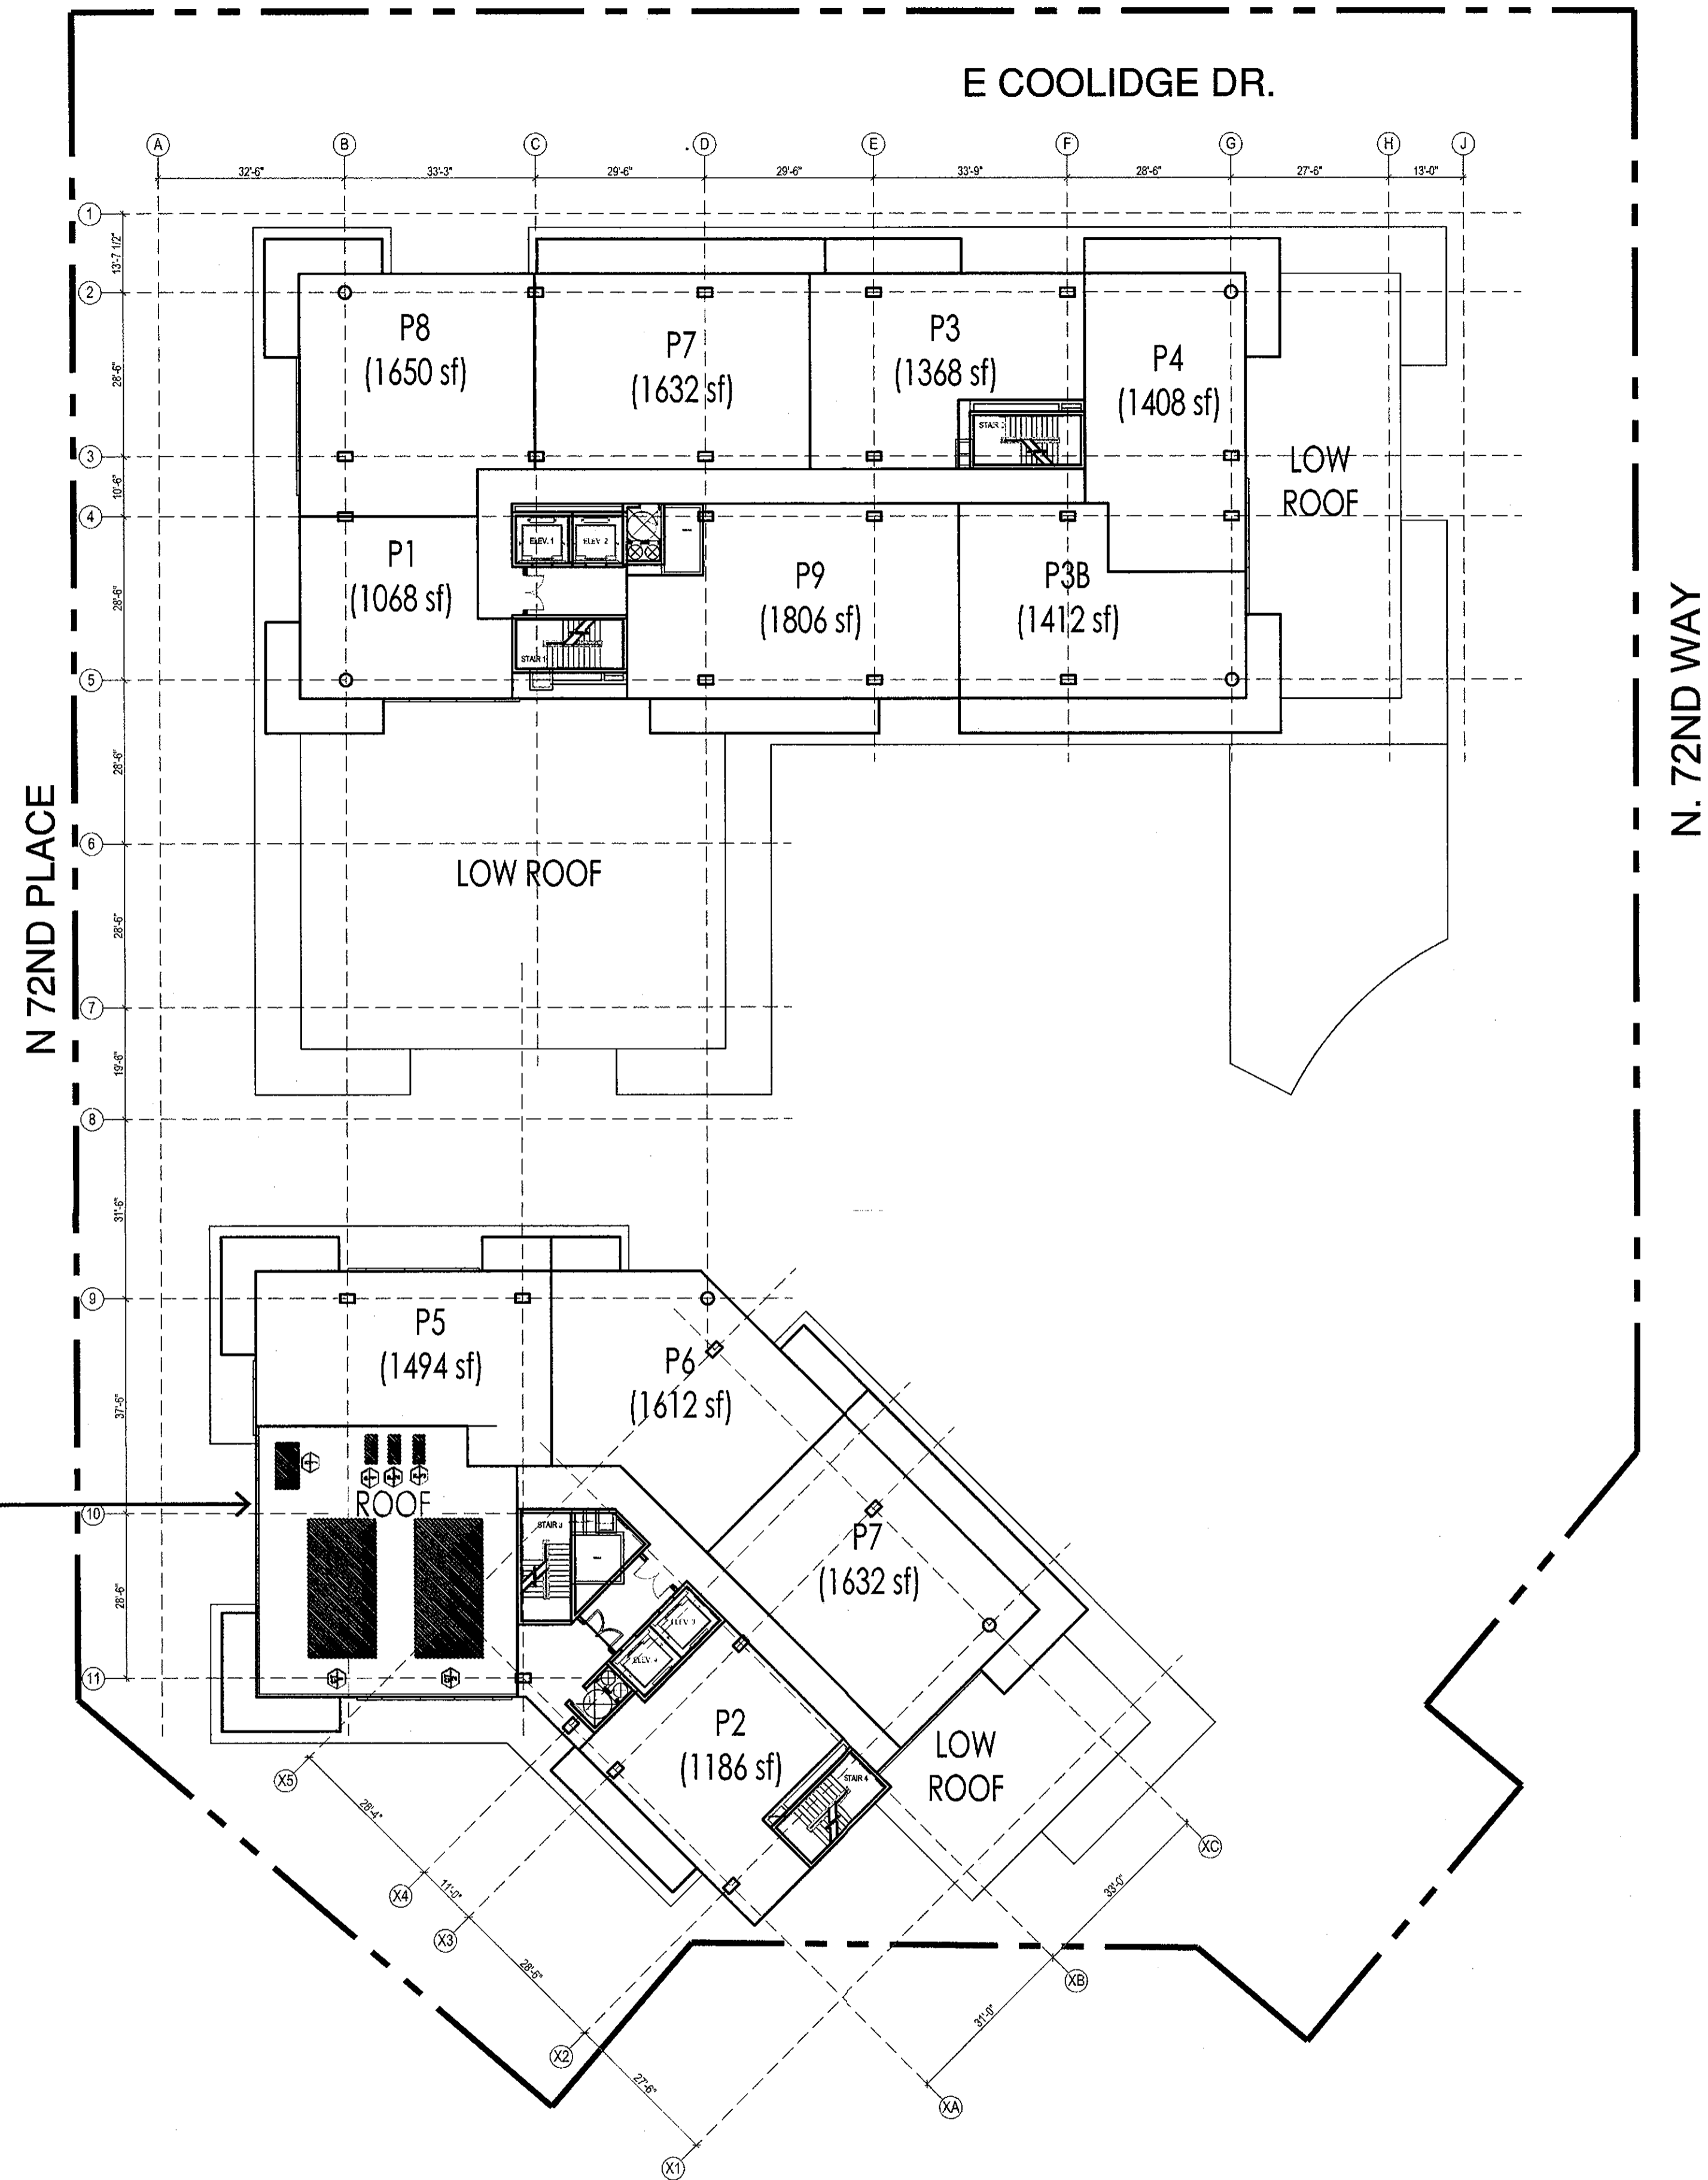 E COOLIDGE DR.
A
B
C
D
E
F
G
H
J
32'-6"
33'-3"
29'-6"
29'-6"
33'-9"
28'-6"
27'-6"
13'-0"
1
13'-7 1/2"
2
28'-6"
3
10'-6"
4
28'-6"
5
28'-6"
6
28'-6"
7
19'-6"
8
31'-6"
9
37'-6"
10
28'-6"
11
P8
(1650 sf)
P7
(1632 sf)
P3
(1368 sf)
P4
(1408 sf)
LOW
ROOF
P1
(1068 sf)
ELEV. 1
ELEV. 2
STAIR 1
P9
(1806 sf)
P3B
(1412 sf)
N 72ND PLACE
N. 72ND WAY
LOW ROOF
P5
(1494 sf)
P6
(1612 sf)
ROOF
P7
(1632 sf)
P2
(1186 sf)
STAIR 4
LOW
ROOF
X5
28'-4"
X4
11'-0"
X3
28'-6"
X2
27'-6"
X1
XC
33'-0"
XB
31'-0"
XA